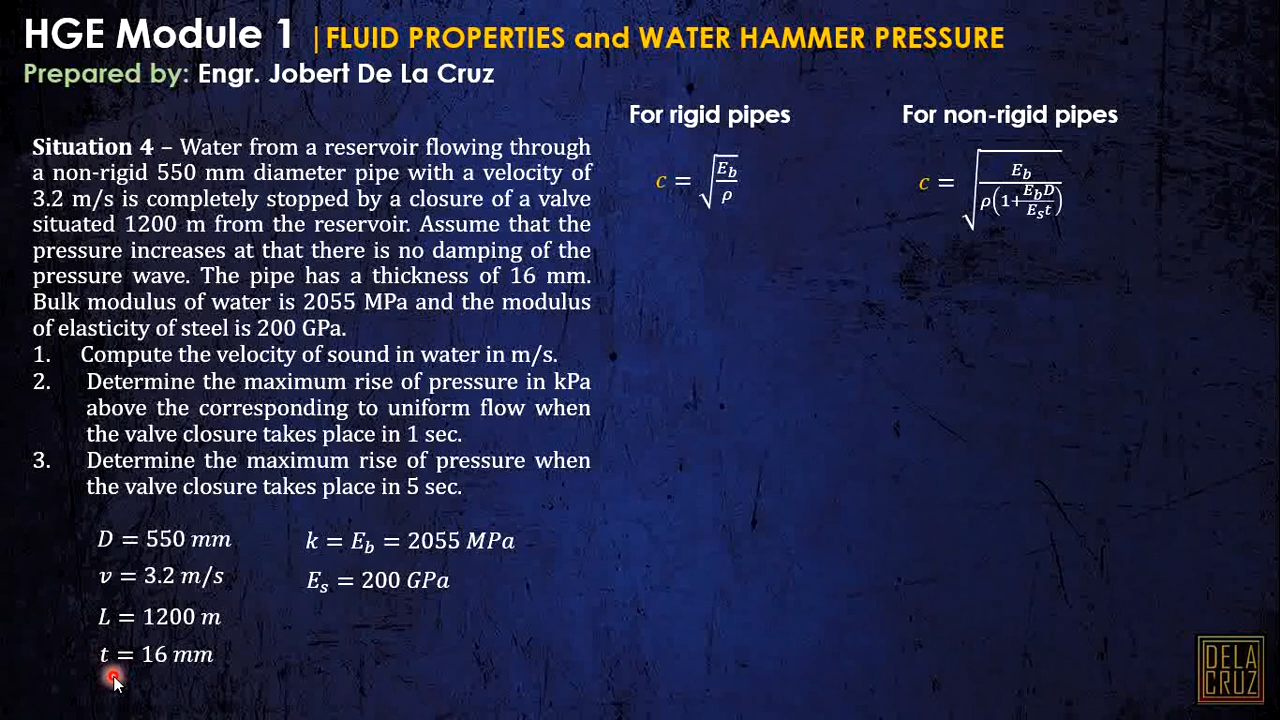 HGE Module 1 | FLUID PROPERTIES and WATER HAMMER PRESSURE
Prepared by: Engr. Jobert De La Cruz
Situation 4 – Water from a reservoir flowing through
a non-rigid 550 mm diameter pipe with a velocity of
3.2 m/s is completely stopped by a closure of a valve
situated 1200 m from the reservoir. Assume that the
pressure increases at that there is no damping of the
pressure wave. The pipe has a thickness of 16 mm.
Bulk modulus of water is 2055 MPa and the modulus
of elasticity of steel is 200 GPa.
1. Compute the velocity of sound in water in m/s.
2. Determine the maximum rise of pressure in kPa
above the corresponding to uniform flow when
the valve closure takes place in 1 sec.
3. Determine the maximum rise of pressure when
the valve closure takes place in 5 sec.
D = 550 mm
v = 3.2 m/s
L = 1200 m
t = 16 mm
k = E_b = 2055 MPa
E_s = 200 GPa
For rigid pipes
c = √(E_b/ρ)
For non-rigid pipes
c = √(E_b/(ρ(1+E_bD/E_st)))
DELA
CRUZ